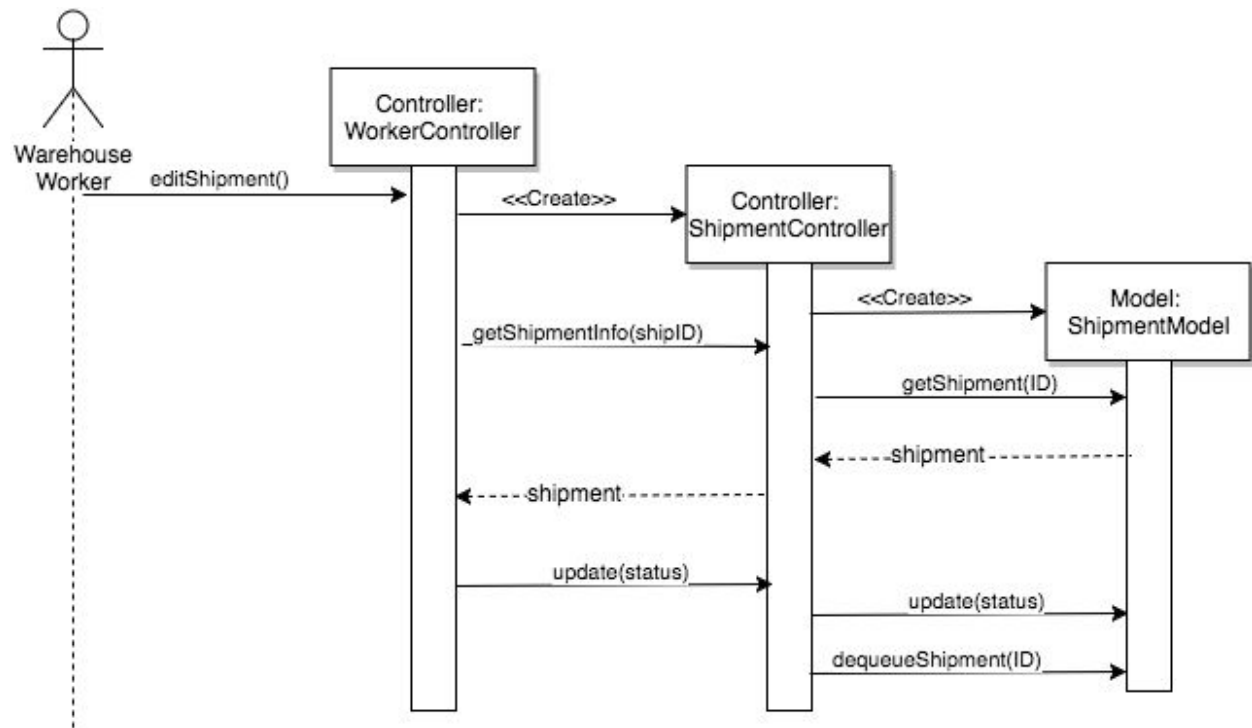 Controller:
WorkerController
Warehouse
Worker
editShipment()
<<Create>>
Controller:
ShipmentController
<<Create>>
Model:
ShipmentModel
_getShipmentInfo(shipID)
getShipment(ID)
shipment
shipment
update(status)
update(status)
dequeueShipment(ID)